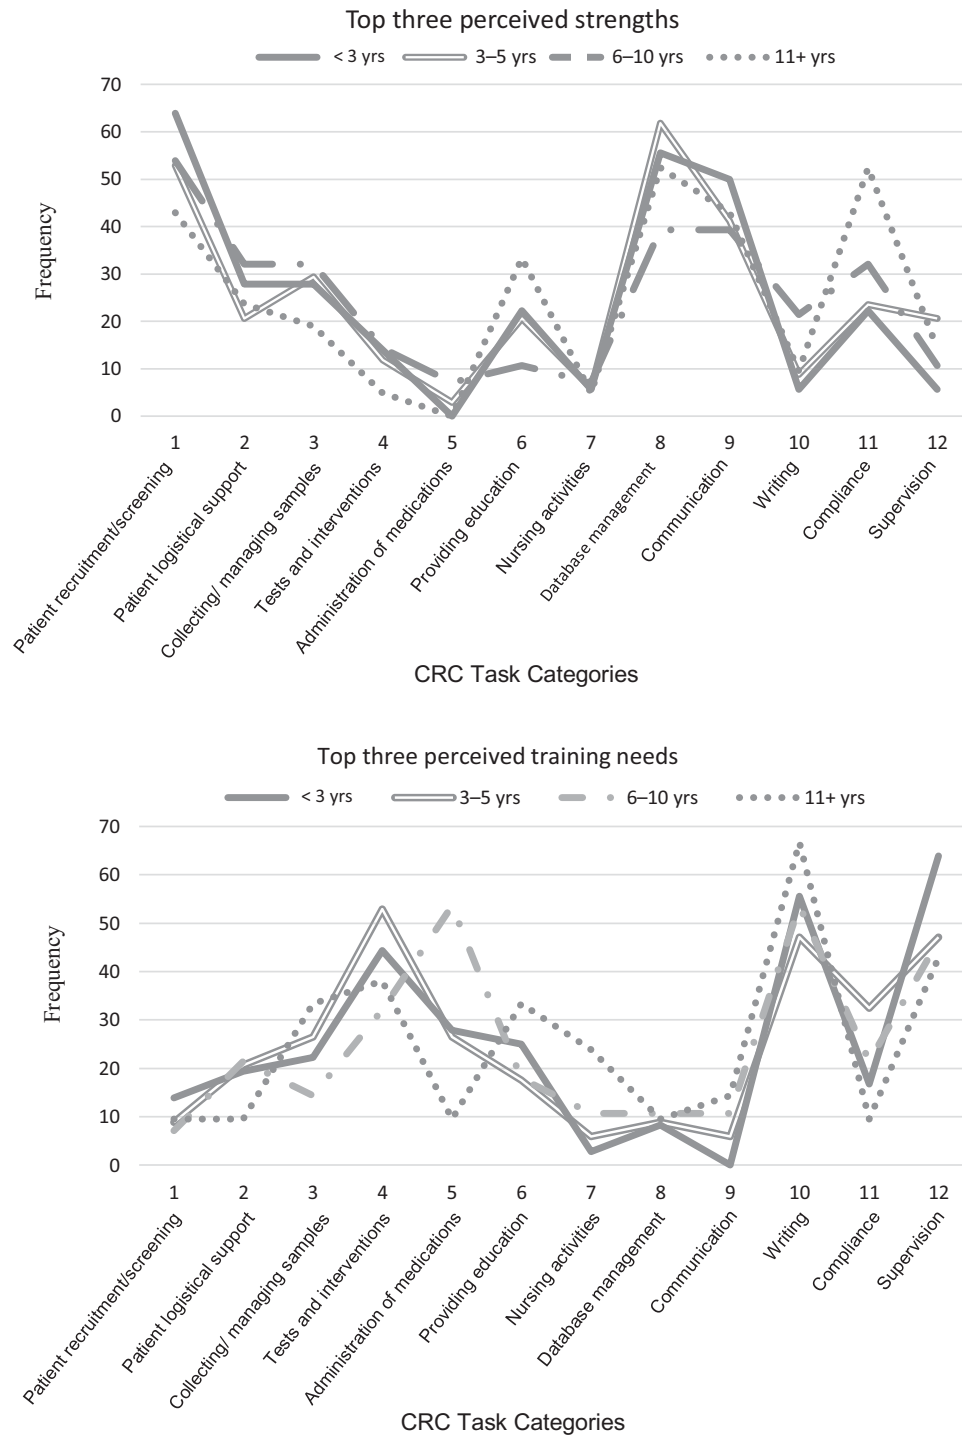 Top three perceived strengths
< 3 yrs 3–5 yrs 6–10 yrs 11+ yrs
70
60
50
40
30
20
10
0
Frequency
1 2 3 4 5 6 7 8 9 10 11 12
Patient recruitment/screening
Patient logistical support
Collecting/ managing samples
Tests and interventions
Administration of medications
Providing education
Nursing activities
Database management
Communication
Writing
Compliance
Supervision
CRC Task Categories
Top three perceived training needs
< 3 yrs 3–5 yrs 6–10 yrs 11+ yrs
70
60
50
40
30
20
10
0
Frequency
1 2 3 4 5 6 7 8 9 10 11 12
Patient recruitment/screening
Patient logistical support
Collecting/ managing samples
Tests and interventions
Administration of medications
Providing education
Nursing activities
Database management
Communication
Writing
Compliance
Supervision
CRC Task Categories